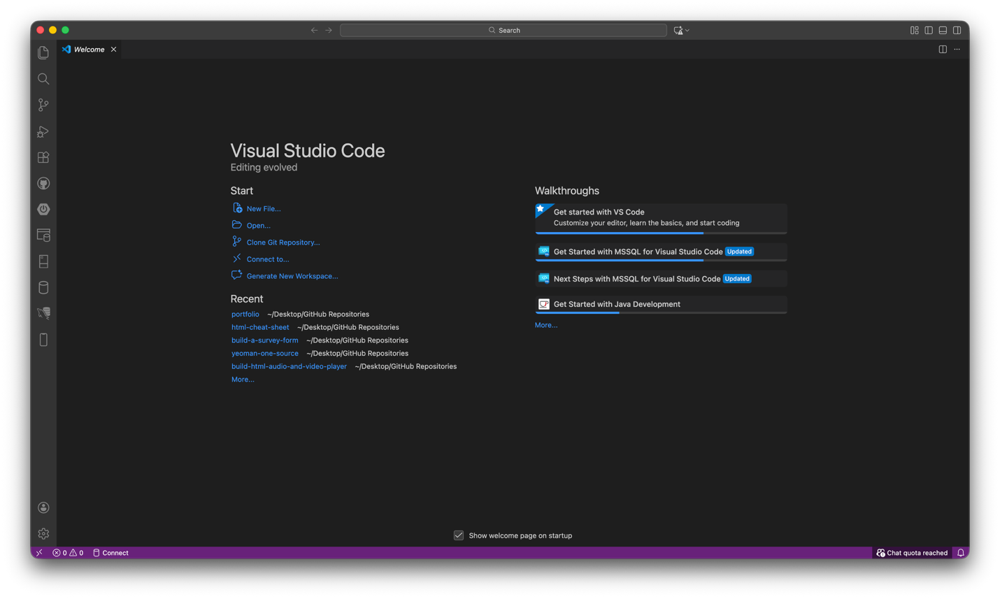 Search
Welcome
Visual Studio Code
Editing evolved
Start
New File...
Open...
Clone Git Repository...
Connect to...
Generate New Workspace...
Recent
portfolio ~/Desktop/GitHub Repositories
html-cheat-sheet ~/Desktop/GitHub Repositories
build-a-survey-form ~/Desktop/GitHub Repositories
yeoman-one-source ~/Desktop/GitHub Repositories
build-html-audio-and-video-player ~/Desktop/GitHub Repositories
More...
Walkthroughs
Get started with VS Code
Customize your editor, learn the basics, and start coding
Get Started with MSSQL for Visual Studio Code Updated
Next Steps with MSSQL for Visual Studio Code Updated
Get Started with Java Development
More...
Show welcome page on startup
0 0 Connect
Chat quota reached